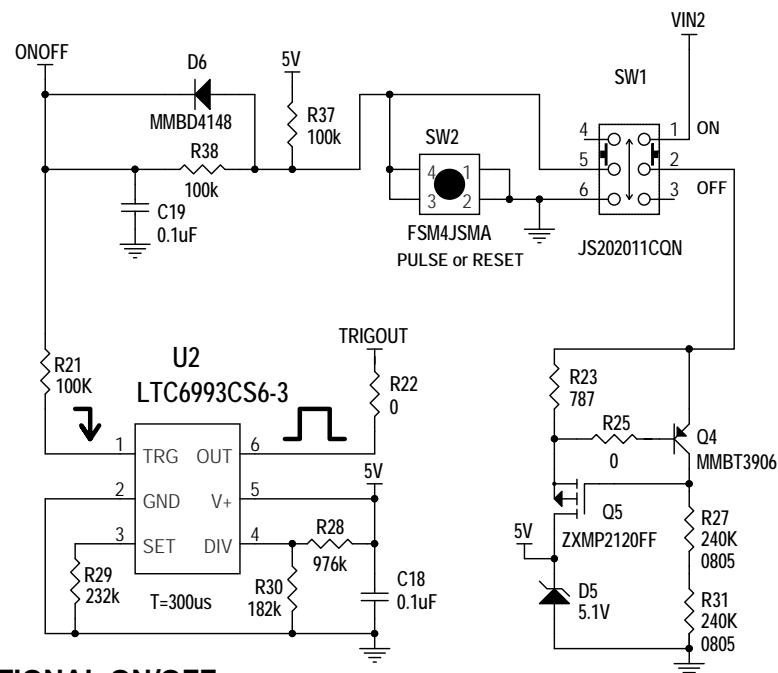 VIN2
ONOFF
D6
5V
SW1
MMBD4148
R37
100k
SW2
4
1
ON
R38
100k
4
1
3
2
5
2
6
3
OFF
C19
0.1uF
FSM4JSMA
JS202011CQN
PULSE or RESET
TRIGOUT
R21
100K
U2
LTC6993CS6-3
R22
0
R23
787
R25
0
Q4
MMBT3906
1
TRG
OUT
6
5V
2
GND
V+
5
Q5
ZXMP2120FF
R27
240K
0805
3
SET
DIV
4
R28
976k
5V
R29
232k
T=300us
R30
182k
C18
0.1uF
D5
5.1V
R31
240K
0805